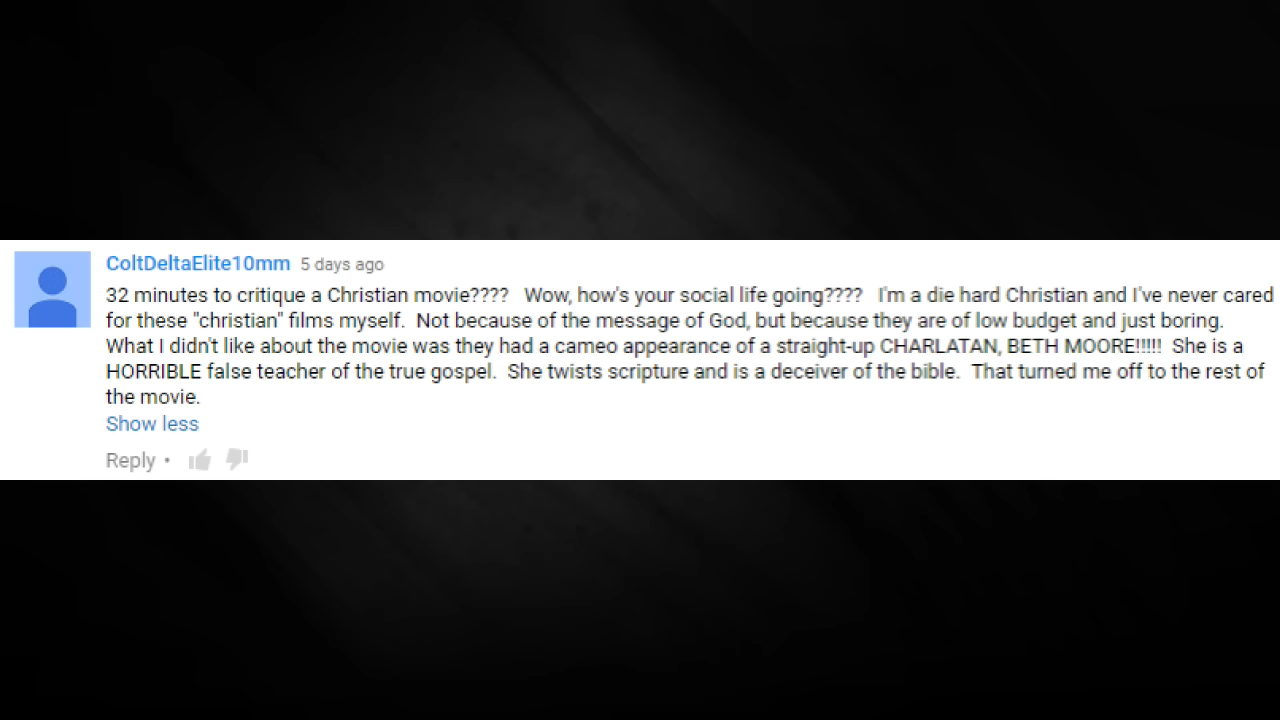 ColtDeltaElite10mm 5 days ago
32 minutes to critique a Christian movie???? Wow, how's your social life going???? I'm a die hard Christian and I've never cared
for these "christian" films myself. Not because of the message of God, but because they are of low budget and just boring.
What I didn't like about the movie was they had a cameo appearance of a straight-up CHARLATAN, BETH MOORE!!!!! She is a
HORRIBLE false teacher of the true gospel. She twists scripture and is a deceiver of the bible. That turned me off to the rest of
the movie.
Show less
Reply •